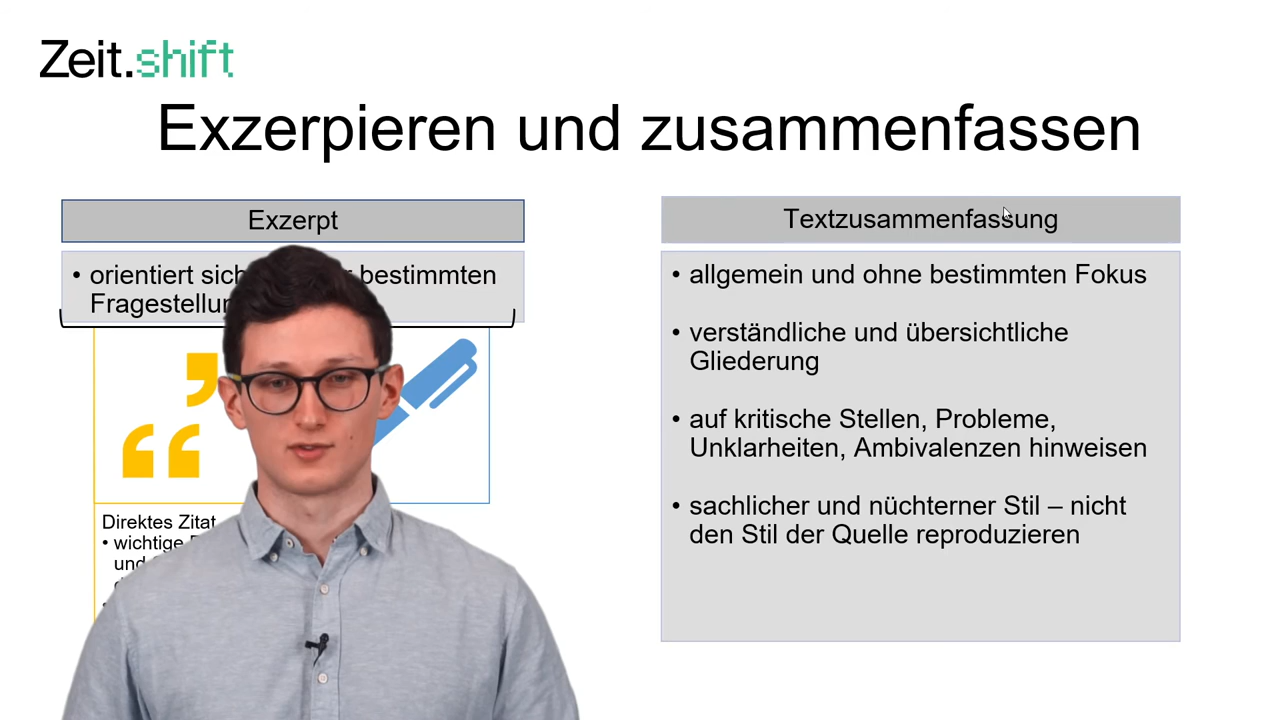 Zeit.shift
Exzerpieren und zusammenfassen
Exzerpt
orientiert sich bestimmten
• Direktes Zitat
• wichtige
und
Textzusammenfassung
• allgemein und ohne bestimmten Fokus
• verständliche und übersichtliche
Gliederung
• auf kritische Stellen, Probleme,
Unklarheiten, Ambivalenzen hinweisen
• sachlicher und nüchterner Stil – nicht
den Stil der Quelle reproduzieren